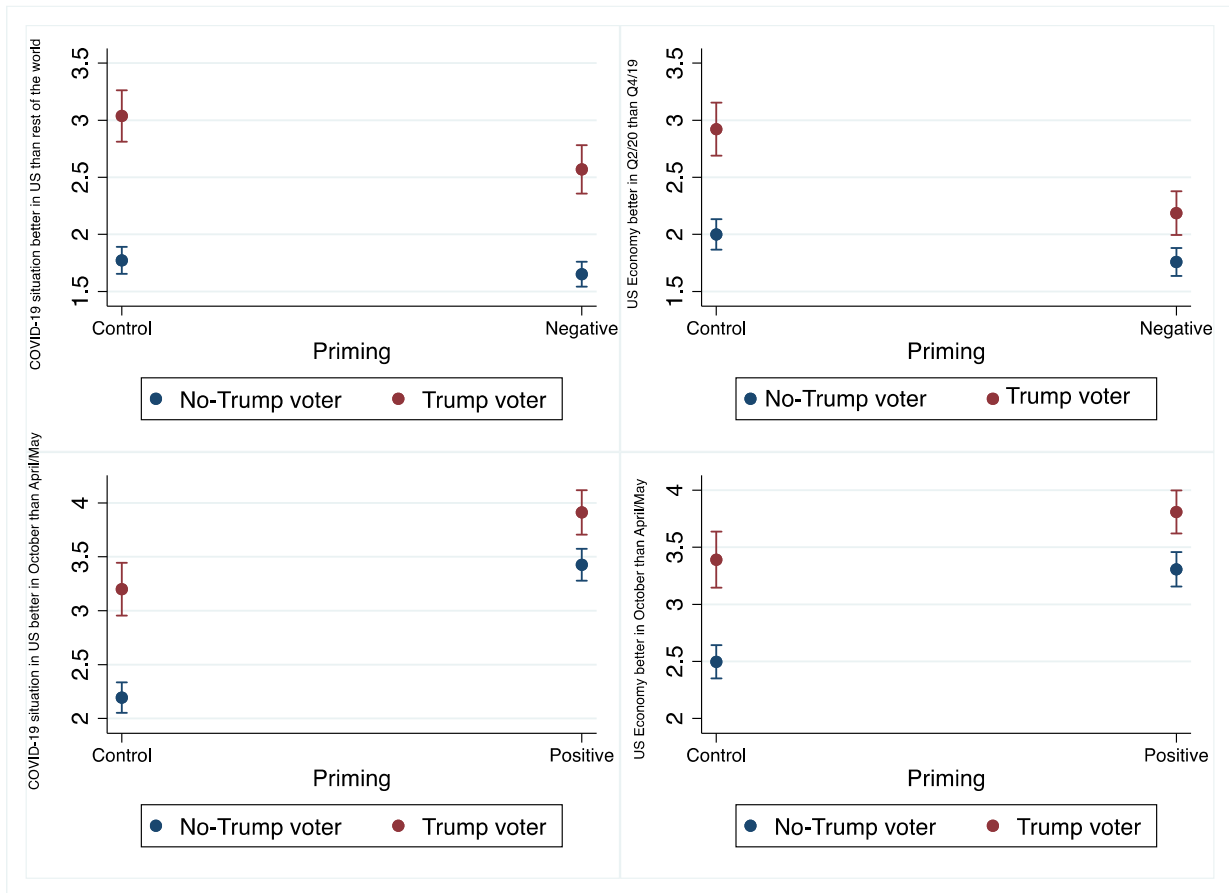 COVID-19 situation better in US than rest of the world
3.5
3
2.5
2
1.5
Control
Negative
Priming
No-Trump voter
Trump voter
US Economy better in Q2/20 than Q4/19
3.5
3
2.5
2
1.5
Control
Negative
Priming
No-Trump voter
Trump voter
COVID-19 situation in US better in October than April/May
4
3.5
3
2.5
2
Control
Positive
Priming
No-Trump voter
Trump voter
US Economy better in October than April/May
4
3.5
3
2.5
2
Control
Positive
Priming
No-Trump voter
Trump voter